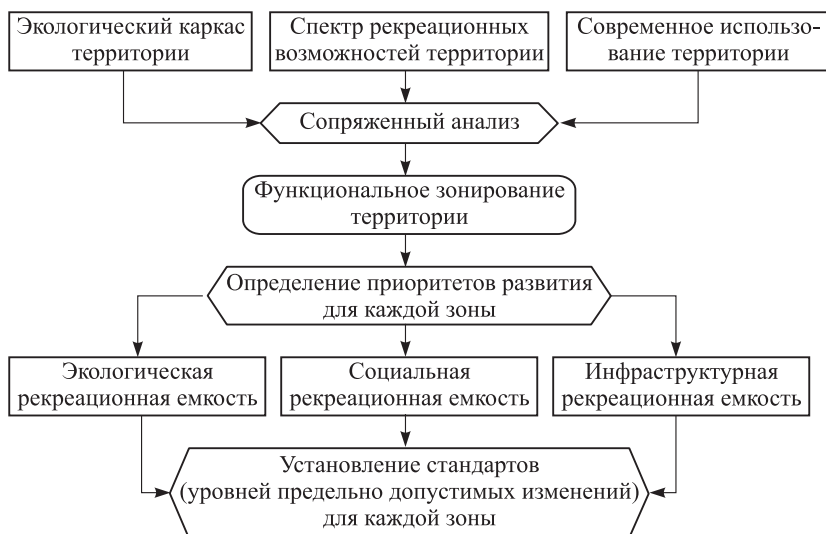 Экологический каркас
территории
Спектр рекреационных
возможностей территории
Современное использо-
вание территории
Сопряженный анализ
Функциональное зонирование
территории
Определение приоритетов развития
для каждой зоны
Экологическая
рекреационная емкость
Социальная
рекреационная емкость
Инфраструктурная
рекреационная емкость
Установление стандартов
(уровней предельно допустимых изменений)
для каждой зоны